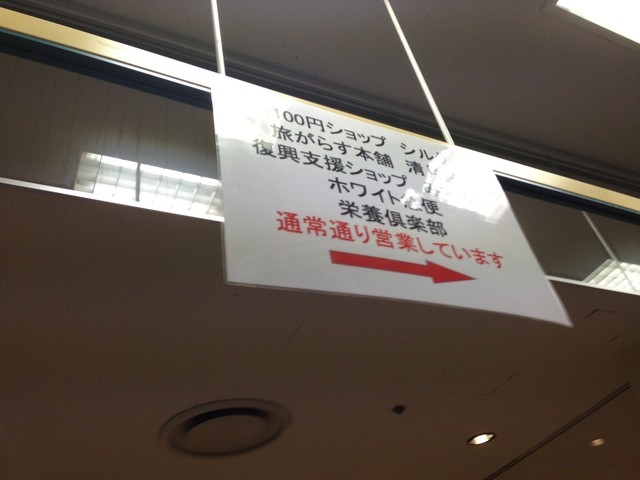 100円ショップ シル
旅がらす本舗 清
復興支援ショップ
ホワイト急便
栄養倶楽部
通常通り営業しています